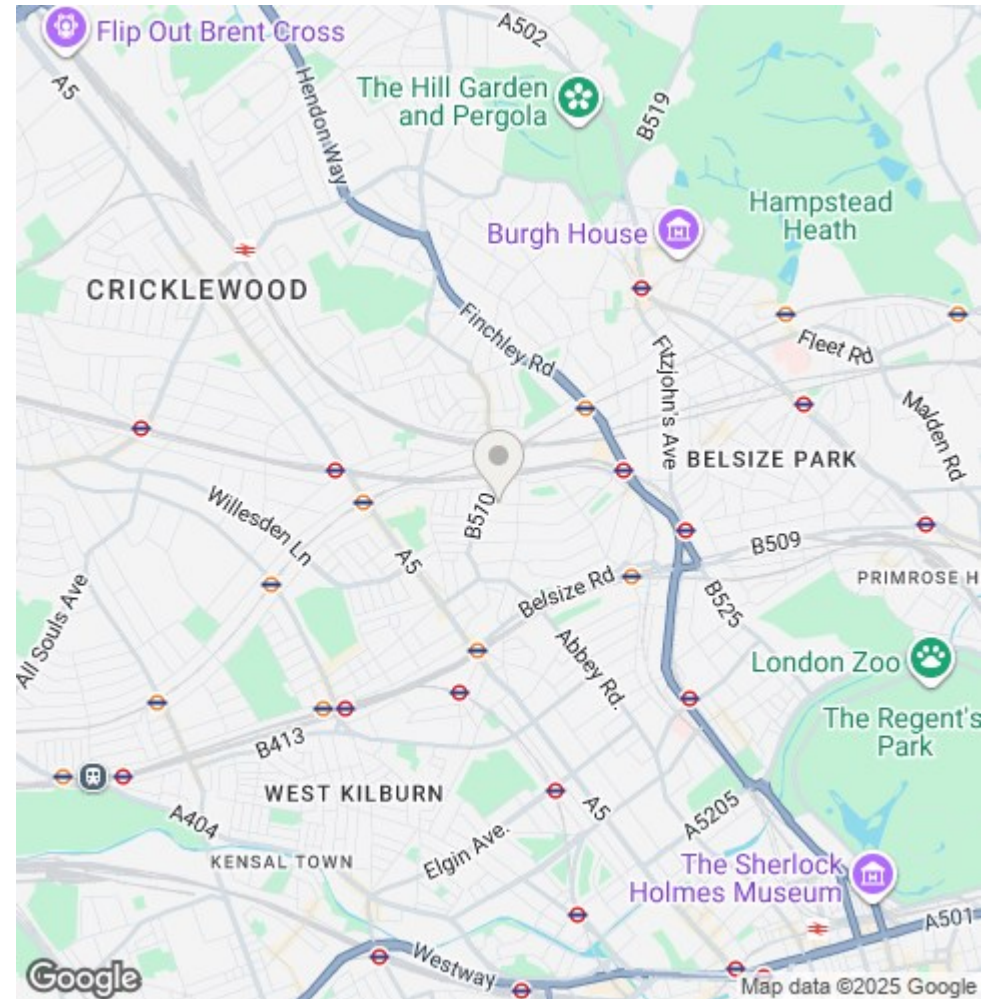 Flip Out Brent Cross
A502
A5
The Hill Garden
and Pergola
B519
Hendon Way
Hampstead
Heath
Burgh House
CRICKLEWOOD
Finchley Rd
Fitzjohn's Ave
Fleet Rd
Malden Rd
BELSIZE PARK
B510
Willesden Ln
A5
B509
PRIMROSE H
Belsize Rd
B525
All Souls Ave
Abbey Rd.
London Zoo
The Regent's
Park
B413
WEST KILBURN
A5
A404
A5205
Elgin Ave.
KENSAL TOWN
The Sherlock
Holmes Museum
A501
Westway
Google
Map data ©2025 Google